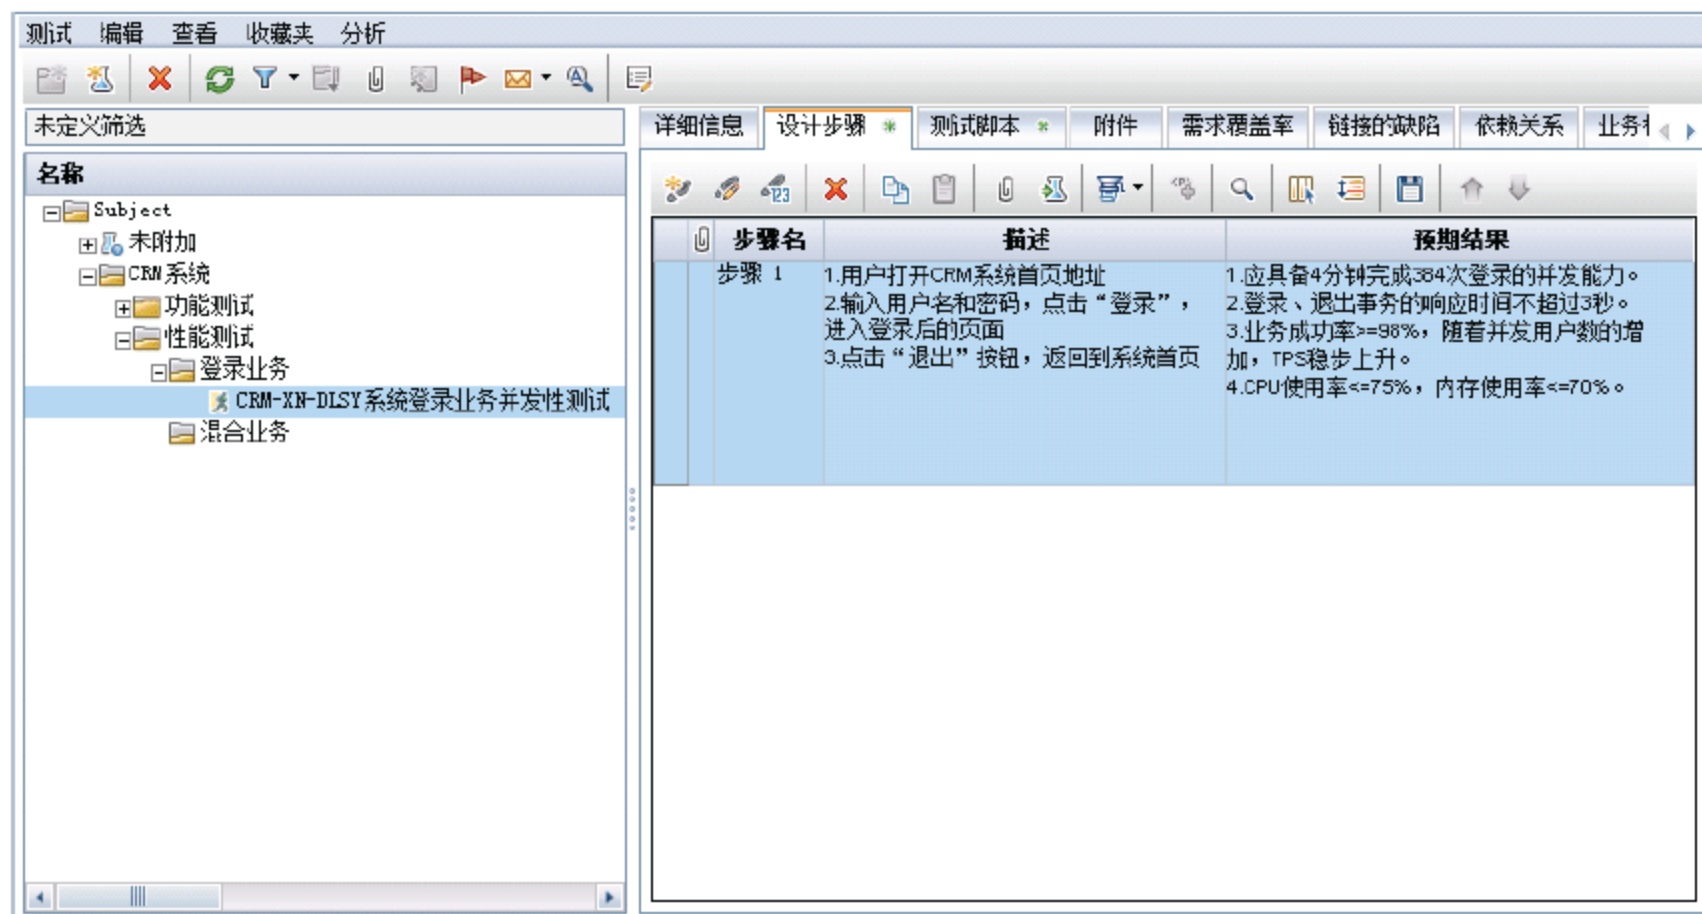 测试 编辑 查看 收藏夹 分析
未定义筛选
名称
Subject
未附加
CRM系统
功能测试
性能测试
登录业务
CRM-XN-DLSY系统登录业务并发性测试
混合业务
详细信息 设计步骤 * 测试脚本 * 附件 需求覆盖率 链接的缺陷 依赖关系 业务
步骤名 描述 预期结果
步骤 1
1.用户打开CRM系统首页地址
2.输入用户名和密码，点击“登录”，
进入登录后的页面
3.点击“退出”按钮，返回到系统首页
1.应具备4分钟完成384次登录的并发能力。
2.登录、退出事务的响应时间不超过3秒。
3.业务成功率>=98%，随着并发用户数的增
加，TPS稳步上升。
4.CPU使用率<=75%，内存使用率<=70%。